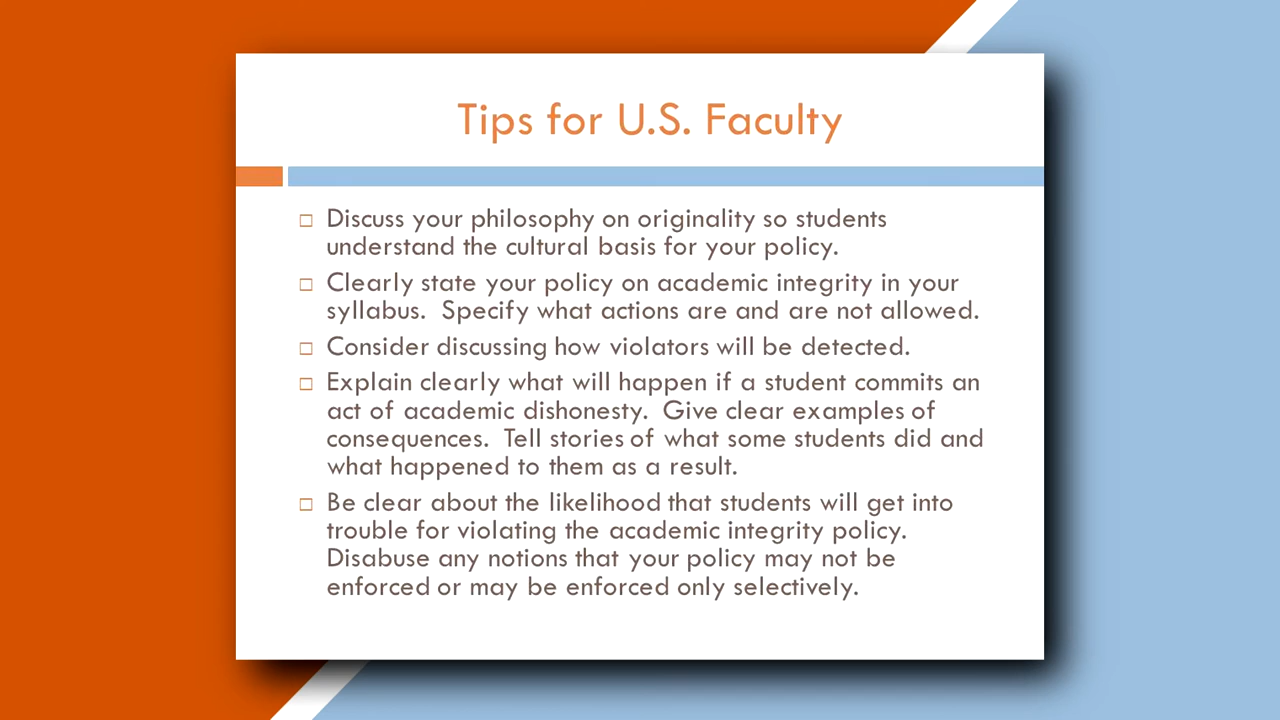 Tips for U.S. Faculty
Discuss your philosophy on originality so students
understand the cultural basis for your policy.
Clearly state your policy on academic integrity in your
syllabus.  Specify what actions are and are not allowed.
Consider discussing how violators will be detected.
Explain clearly what will happen if a student commits an
act of academic dishonesty.  Give clear examples of
consequences.  Tell stories of what some students did and
what happened to them as a result.
Be clear about the likelihood that students will get into
trouble for violating the academic integrity policy.
Disabuse any notions that your policy may not be
enforced or may be enforced only selectively.